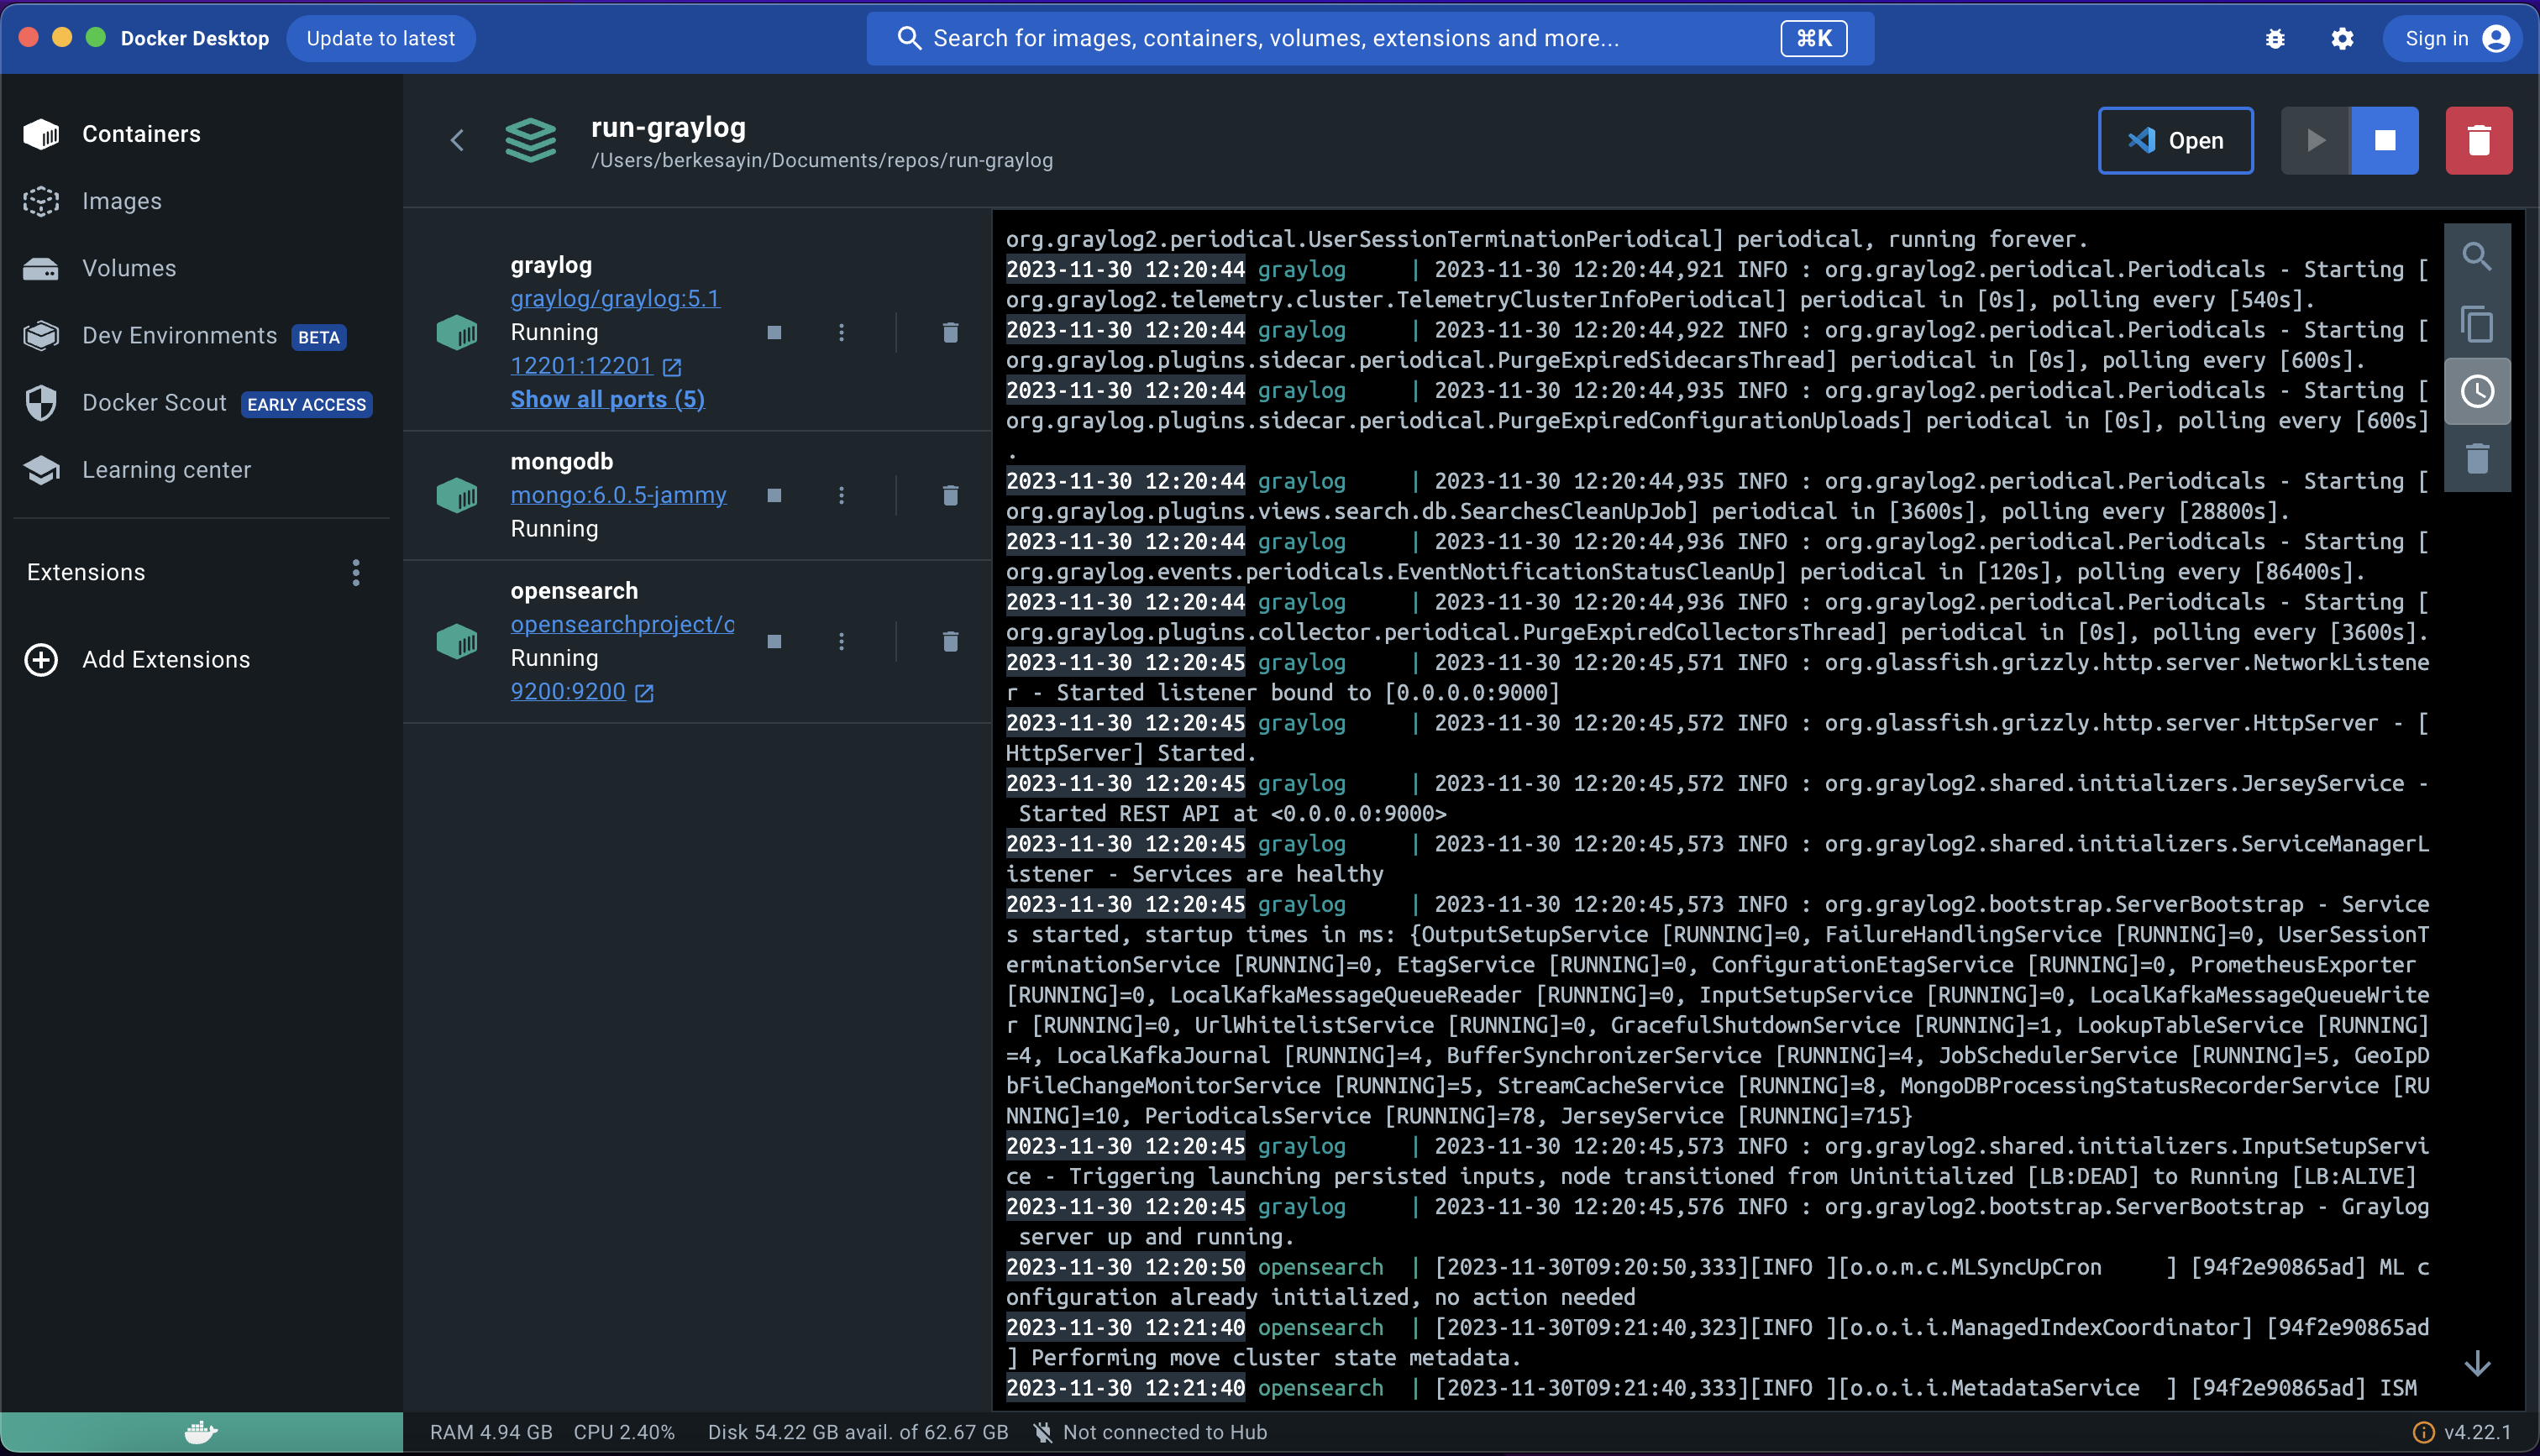 Docker Desktop
Update to latest
Search for images, containers, volumes, extensions and more...
⌘K
Sign in
Containers
Images
Volumes
Dev Environments BETA
Docker Scout EARLY ACCESS
Learning center
Extensions
Add Extensions
run-graylog
/Users/berkesayin/Documents/repos/run-graylog
Open
graylog
graylog/graylog:5.1
Running
12201:12201
Show all ports (5)
mongodb
mongo:6.0.5-jammy
Running
opensearch
opensearchproject/o
Running
9200:9200
org.graylog2.periodical.UserSessionTerminationPeriodical] periodical, running forever.
2023-11-30 12:20:44 graylog     | 2023-11-30 12:20:44,921 INFO : org.graylog2.periodical.Periodicals - Starting [
org.graylog2.telemetry.cluster.TelemetryClusterInfoPeriodical] periodical in [0s], polling every [540s].
2023-11-30 12:20:44 graylog     | 2023-11-30 12:20:44,922 INFO : org.graylog2.periodical.Periodicals - Starting [
org.graylog.plugins.sidecar.periodical.PurgeExpiredSidecarsThread] periodical in [0s], polling every [600s].
2023-11-30 12:20:44 graylog     | 2023-11-30 12:20:44,935 INFO : org.graylog2.periodical.Periodicals - Starting [
org.graylog.plugins.sidecar.periodical.PurgeExpiredConfigurationUploads] periodical in [0s], polling every [600s]
.
2023-11-30 12:20:44 graylog     | 2023-11-30 12:20:44,935 INFO : org.graylog2.periodical.Periodicals - Starting [
org.graylog.plugins.views.search.db.SearchesCleanUpJob] periodical in [3600s], polling every [28800s].
2023-11-30 12:20:44 graylog     | 2023-11-30 12:20:44,936 INFO : org.graylog2.periodical.Periodicals - Starting [
org.graylog.events.periodicals.EventNotificationStatusCleanUp] periodical in [120s], polling every [86400s].
2023-11-30 12:20:44 graylog     | 2023-11-30 12:20:44,936 INFO : org.graylog2.periodical.Periodicals - Starting [
org.graylog.plugins.collector.periodical.PurgeExpiredCollectorsThread] periodical in [0s], polling every [3600s].
2023-11-30 12:20:45 graylog     | 2023-11-30 12:20:45,571 INFO : org.glassfish.grizzly.http.server.NetworkListene
r - Started listener bound to [0.0.0.0:9000]
2023-11-30 12:20:45 graylog     | 2023-11-30 12:20:45,572 INFO : org.glassfish.grizzly.http.server.HttpServer - [
HttpServer] Started.
2023-11-30 12:20:45 graylog     | 2023-11-30 12:20:45,572 INFO : org.graylog2.shared.initializers.JerseyService -
Started REST API at <0.0.0.0:9000>
2023-11-30 12:20:45 graylog     | 2023-11-30 12:20:45,573 INFO : org.graylog2.shared.initializers.ServiceManagerL
istener - Services are healthy
2023-11-30 12:20:45 graylog     | 2023-11-30 12:20:45,573 INFO : org.graylog2.bootstrap.ServerBootstrap - Service
s started, startup times in ms: {OutputSetupService [RUNNING]=0, FailureHandlingService [RUNNING]=0, UserSessionT
erminationService [RUNNING]=0, EtagService [RUNNING]=0, ConfigurationEtagService [RUNNING]=0, PrometheusExporter
[RUNNING]=0, LocalKafkaMessageQueueReader [RUNNING]=0, InputSetupService [RUNNING]=0, LocalKafkaMessageQueueWrite
r [RUNNING]=0, UrlWhitelistService [RUNNING]=0, GracefulShutdownService [RUNNING]=1, LookupTableService [RUNNING]
=4, LocalKafkaJournal [RUNNING]=4, BufferSynchronizerService [RUNNING]=4, JobSchedulerService [RUNNING]=5, GeoIpD
bFileChangeMonitorService [RUNNING]=5, StreamCacheService [RUNNING]=8, MongoDBProcessingStatusRecorderService [RU
NNING]=10, PeriodicalsService [RUNNING]=78, JerseyService [RUNNING]=715}
2023-11-30 12:20:45 graylog     | 2023-11-30 12:20:45,573 INFO : org.graylog2.shared.initializers.InputSetupServi
ce - Triggering launching persisted inputs, node transitioned from Uninitialized [LB:DEAD] to Running [LB:ALIVE]
2023-11-30 12:20:45 graylog     | 2023-11-30 12:20:45,576 INFO : org.graylog2.bootstrap.ServerBootstrap - Graylog
server up and running.
2023-11-30 12:20:50 opensearch  | [2023-11-30T09:20:50,333][INFO ][o.o.m.c.MLSyncUpCron     ] [94f2e90865ad] ML c
onfiguration already initialized, no action needed
2023-11-30 12:21:40 opensearch  | [2023-11-30T09:21:40,323][INFO ][o.o.i.i.ManagedIndexCoordinator] [94f2e90865ad
] Performing move cluster state metadata.
2023-11-30 12:21:40 opensearch  | [2023-11-30T09:21:40,333][INFO ][o.o.i.i.MetadataService  ] [94f2e90865ad] ISM
RAM 4.94 GB CPU 2.40% Disk 54.22 GB avail. of 62.67 GB Not connected to Hub
v4.22.1